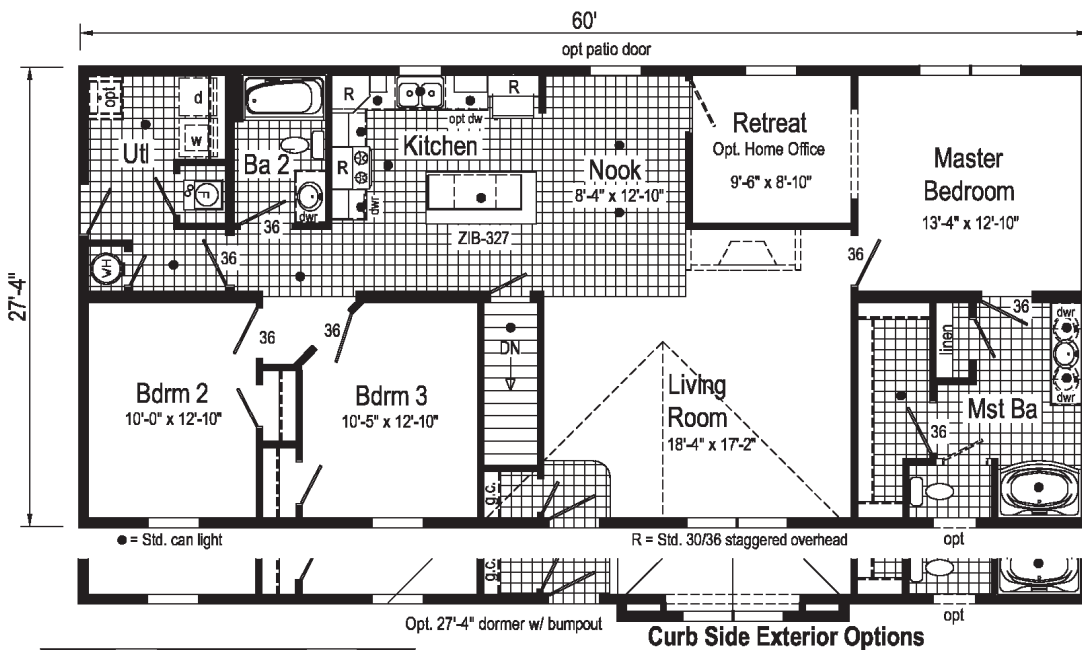 60'
opt patio door
27'-4"
opt
d
w
Utl
F
WH
Ba 2
dwr
36
36
R
R
R
opt dw
Kitchen
dwr
ZIB-327
Nook
8'-4" x 12'-10"
Retreat
Opt. Home Office
9'-6" x 8'-10"
Master
Bedroom
13'-4" x 12'-10"
36
36
36
36
Bdrm 2
10'-0" x 12'-10"
Bdrm 3
10'-5" x 12'-10"
DN
g.c.
Living
Room
18'-4" x 17'-2"
linen
dwr
dwr
Mst Ba
36
● = Std. can light
R = Std. 30/36 staggered overhead
opt
g.c.
Opt. 27'-4" dormer w/ bumpout
Curb Side Exterior Options
opt